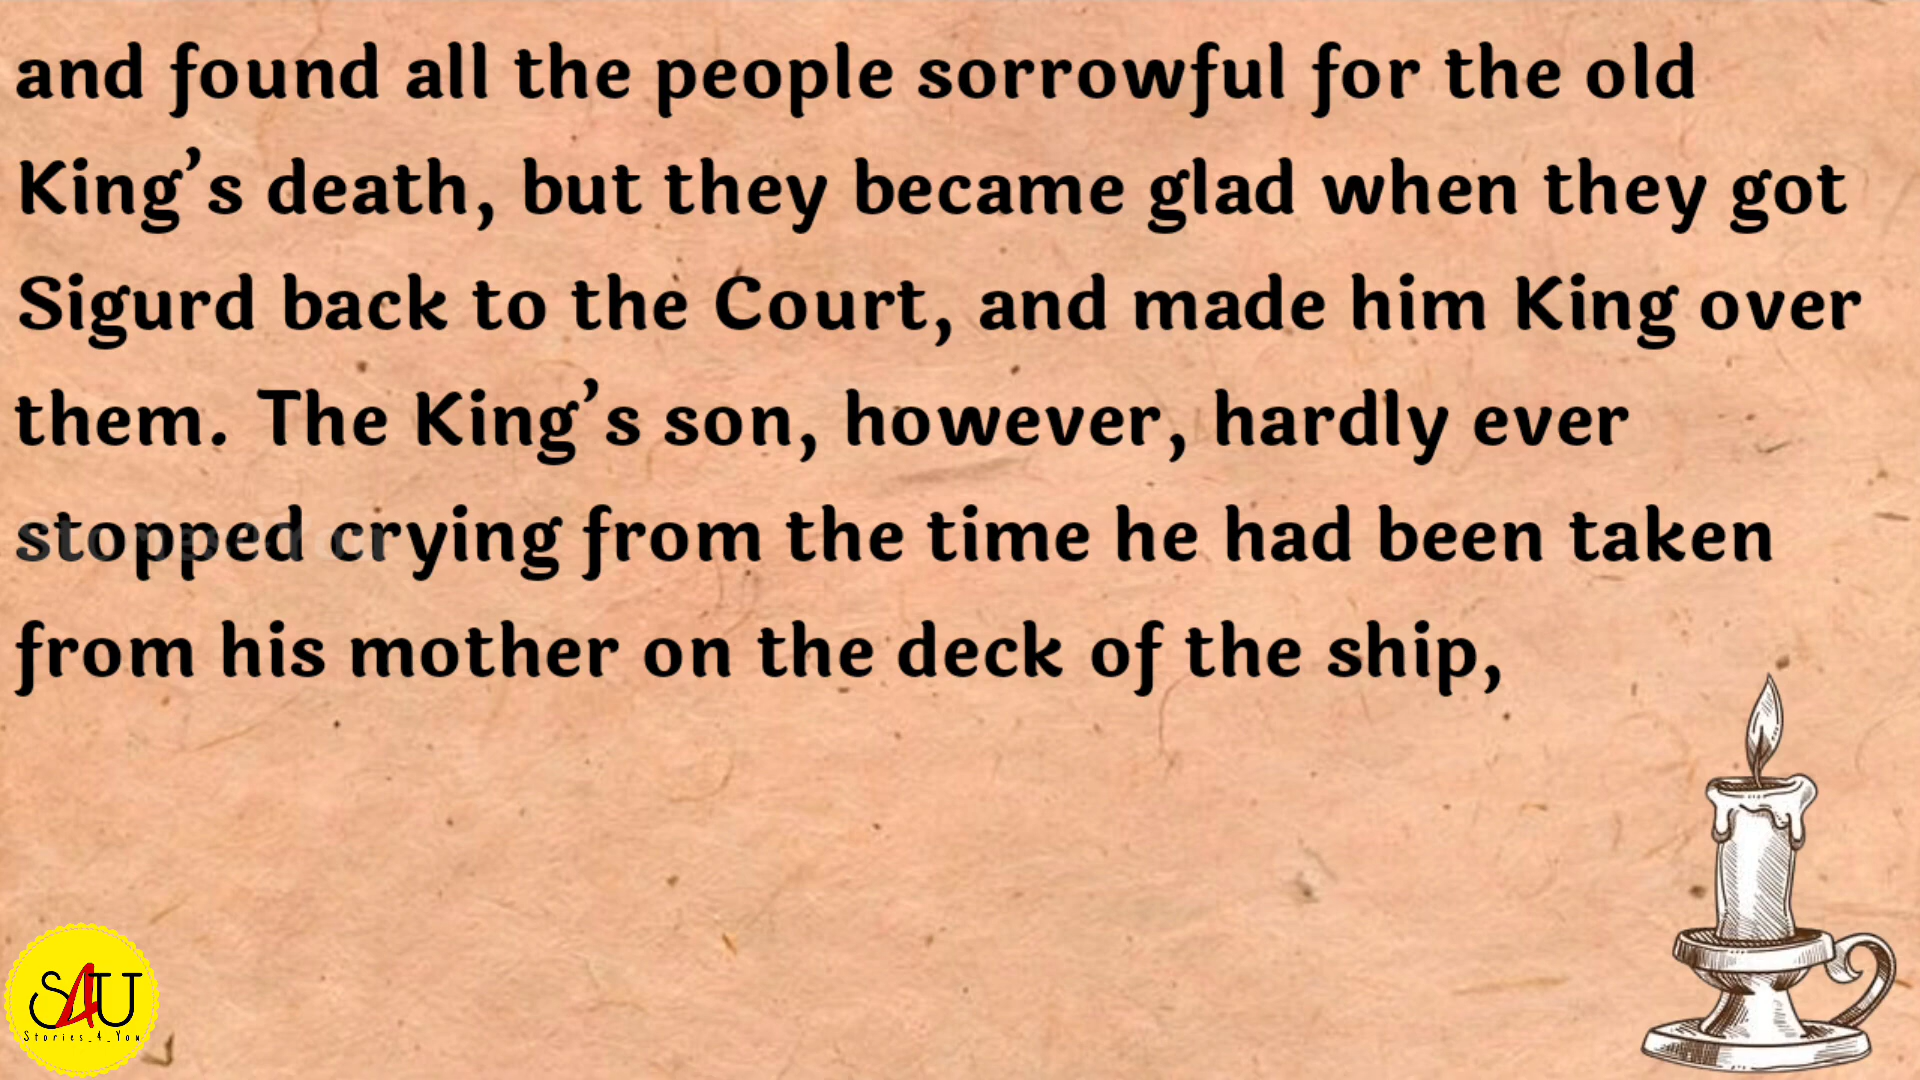 and found all the people sorrowful for the old
King’s death, but they became glad when they got
Sigurd back to the Court, and made him King over
them. The King’s son, however, hardly ever
stopped crying from the time he had been taken
from his mother on the deck of the ship,
S4U
Stories_4_You